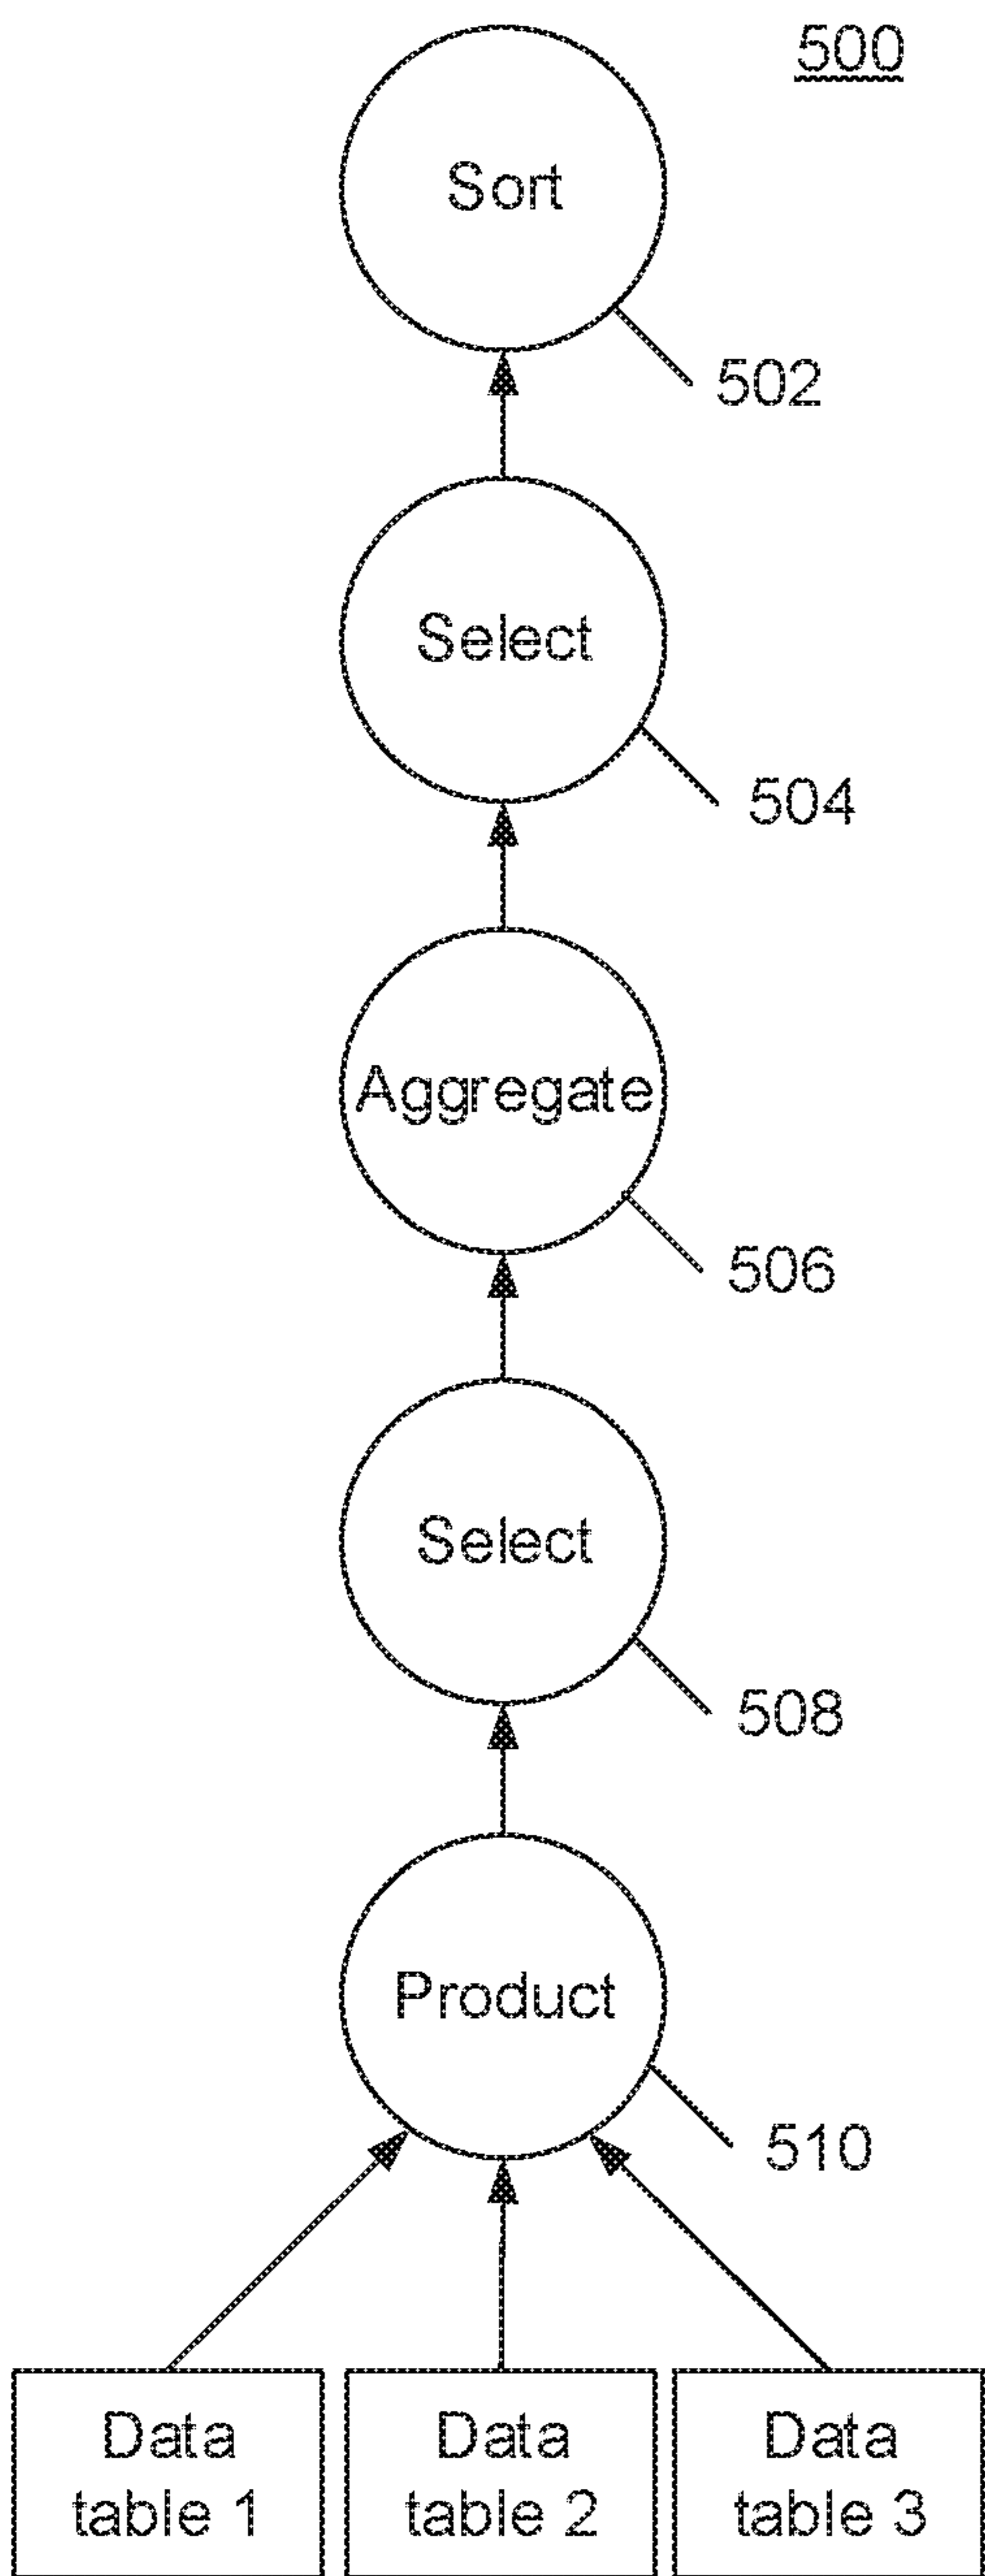 500
Sort
502
Select
504
Aggregate
506
Select
508
Product
510
Data
table 1
Data
table 2
Data
table 3